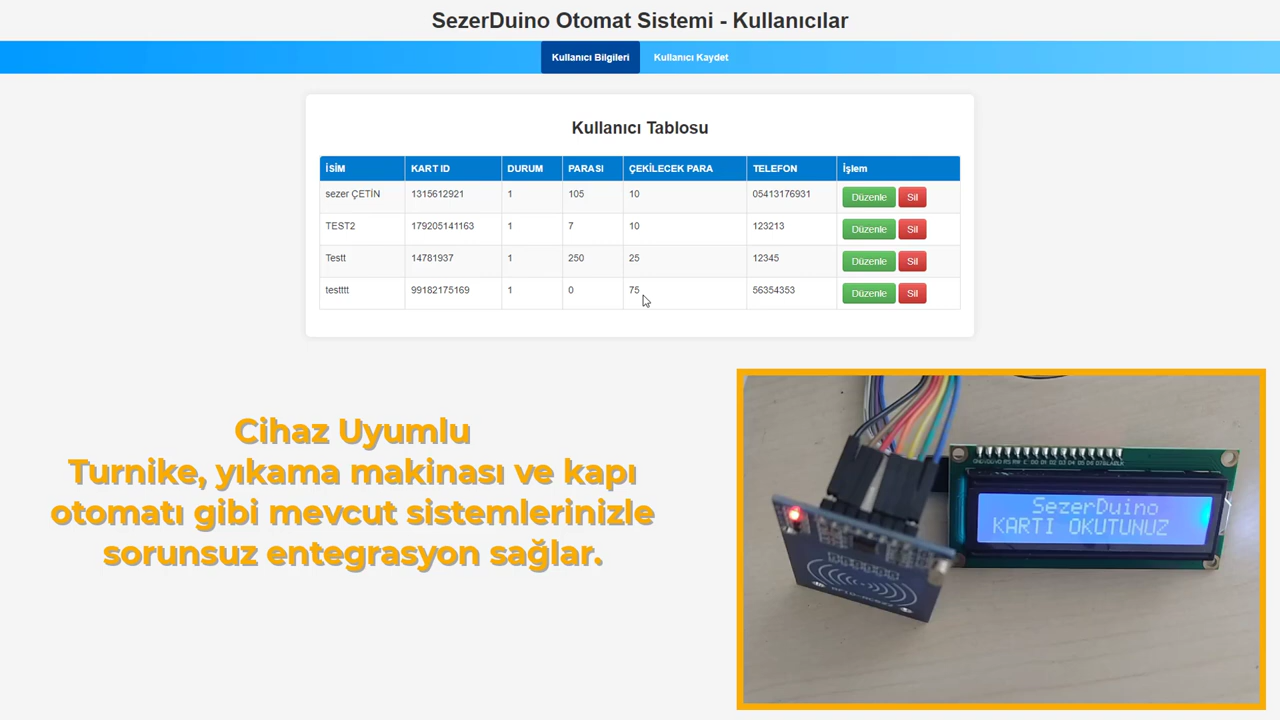 SezerDuino Otomat Sistemi - Kullanıcılar
Kullanıcı Bilgileri Kullanıcı Kaydet
Kullanıcı Tablosu
İSİM KART ID DURUM PARASI ÇEKİLECEK PARA TELEFON İşlem
sezer ÇETİN 1315612921 1 105 10 05413176931 Düzenle Sil
TEST2 179205141163 1 7 10 123213 Düzenle Sil
Testt 14781937 1 250 25 12345 Düzenle Sil
testttt 99182175169 1 0 75 56354353 Düzenle Sil
Cihaz Uyumlu
Turnike, yıkama makinası ve kapı
otomatı gibi mevcut sistemlerinizle
sorunsuz entegrasyon sağlar.
SezerDuino
KARTI OKUTUNUZ